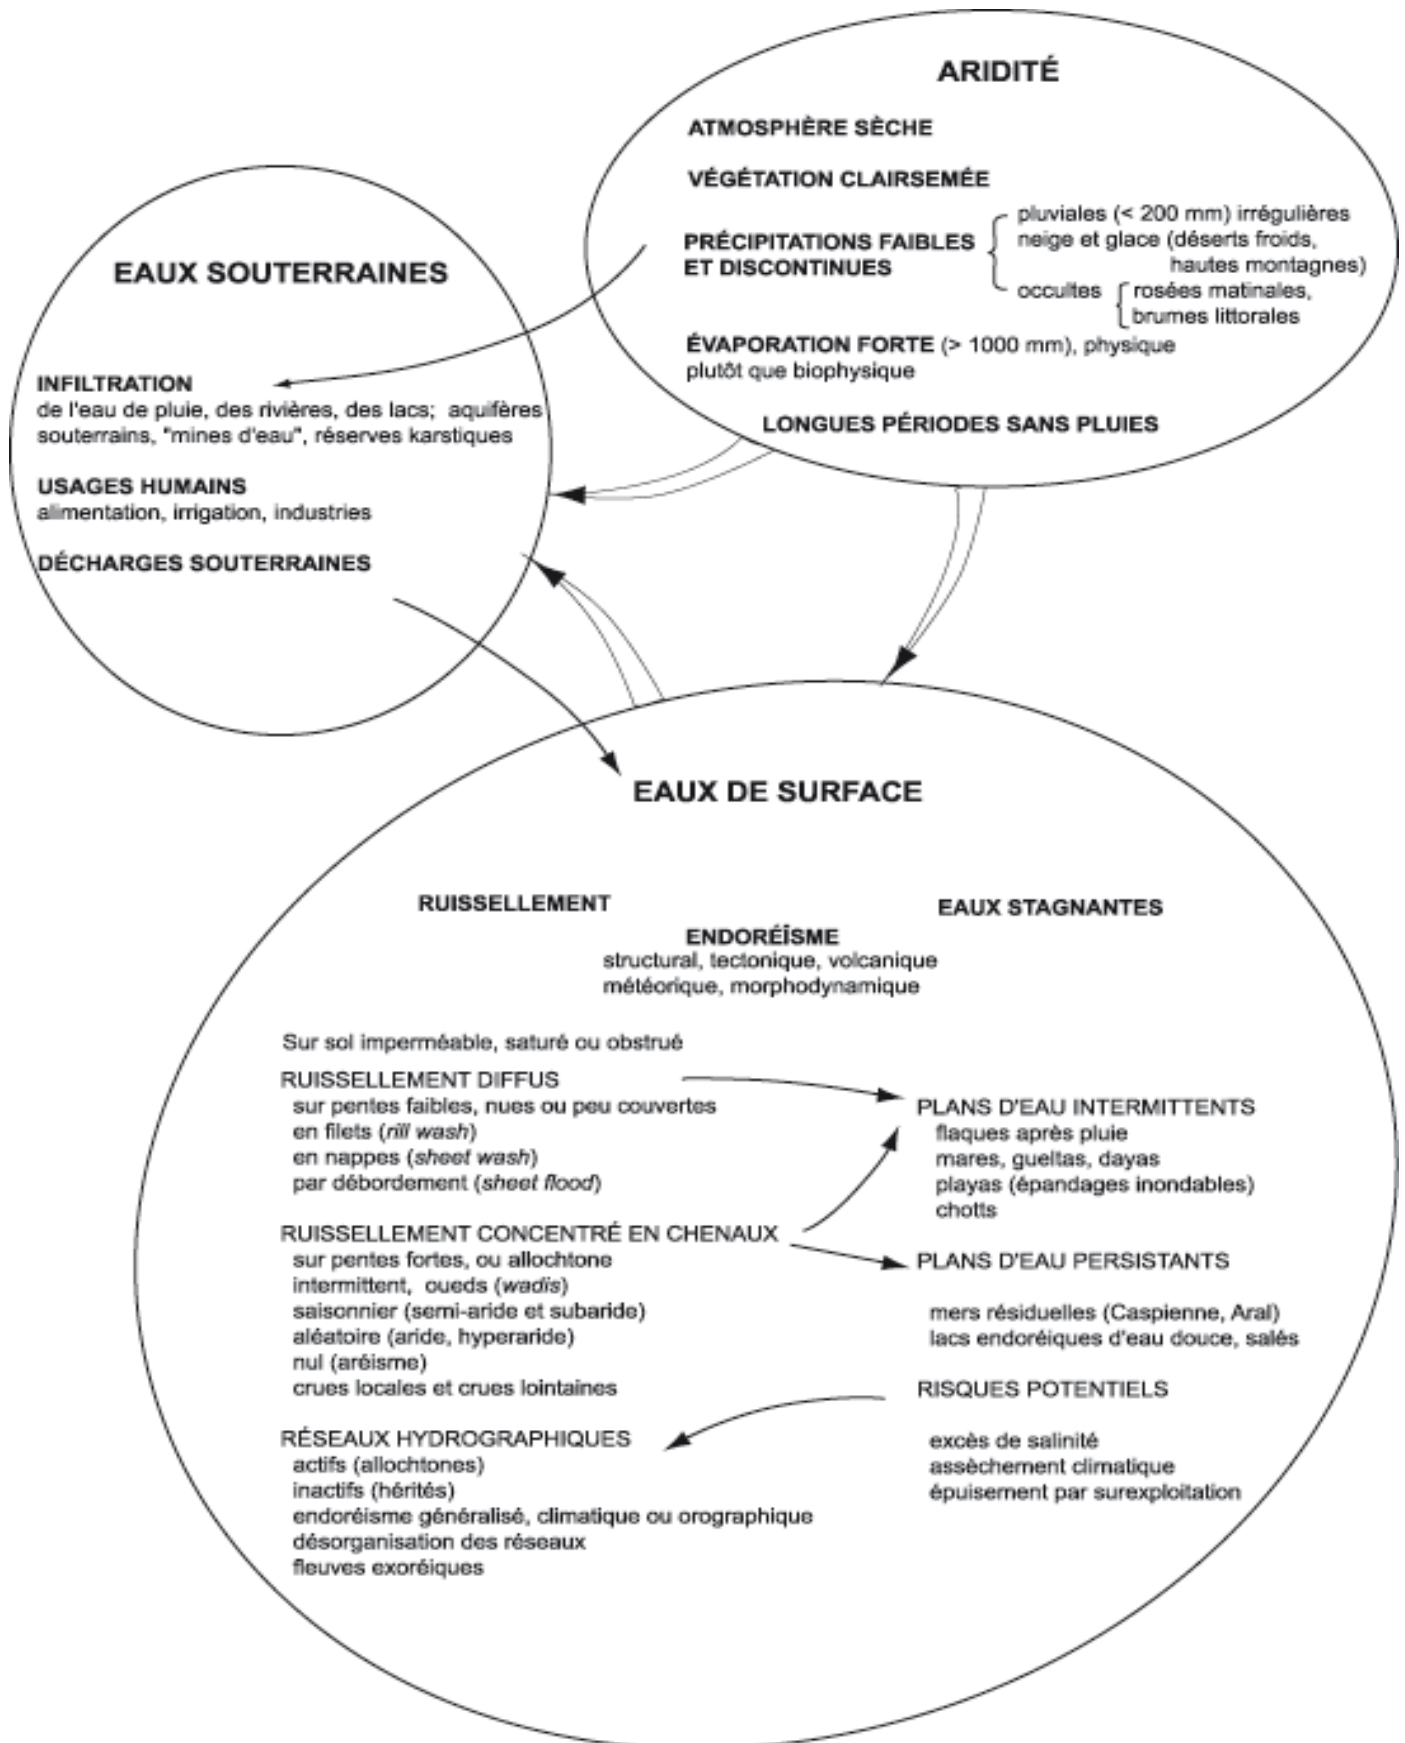 ARIDITÉ
ATMOSPHÈRE SÈCHE
VÉGÉTATION CLAIRSEMÉE
PRÉCIPITATIONS FAIBLES
ET DISCONTINUES
pluviales (< 200 mm) irrégulières
neige et glace (déserts froids,
hautes montagnes)
occultes
rosées matinales,
brumes littorales
ÉVAPORATION FORTE (> 1000 mm), physique
plutôt que biophysique
LONGUES PÉRIODES SANS PLUIES
EAUX SOUTERRAINES
INFILTRATION
de l'eau de pluie, des rivières, des lacs; aquifères
souterrains, "mines d'eau", réserves karstiques
USAGES HUMAINS
alimentation, irrigation, industries
DÉCHARGES SOUTERRAINES
EAUX DE SURFACE
RUISSELLEMENT
EAUX STAGNANTES
ENDORÉÏSME
structural, tectonique, volcanique
météorique, morphodynamique
Sur sol imperméable, saturé ou obstrué
RUISSELLEMENT DIFFUS
sur pentes faibles, nues ou peu couvertes
en filets (rill wash)
en nappes (sheet wash)
par débordement (sheet flood)
RUISSELLEMENT CONCENTRÉ EN CHENAUX
sur pentes fortes, ou allochtone
intermittent, oueds (wadis)
saisonnier (semi-aride et subaride)
aléatoire (aride, hyperaride)
nul (aréisme)
crues locales et crues lointaines
RÉSEAUX HYDROGRAPHIQUES
actifs (allochtones)
inactifs (hérités)
endoréisme généralisé, climatique ou orographique
désorganisation des réseaux
fleuves exoréiques
PLANS D'EAU INTERMITTENTS
flaques après pluie
mares, gueltas, dayas
playas (épandages inondables)
chotts
PLANS D'EAU PERSISTANTS
mers résiduelles (Caspienne, Aral)
lacs endoréiques d'eau douce, salés
RISQUES POTENTIELS
excès de salinité
assèchement climatique
épuisement par surexploitation